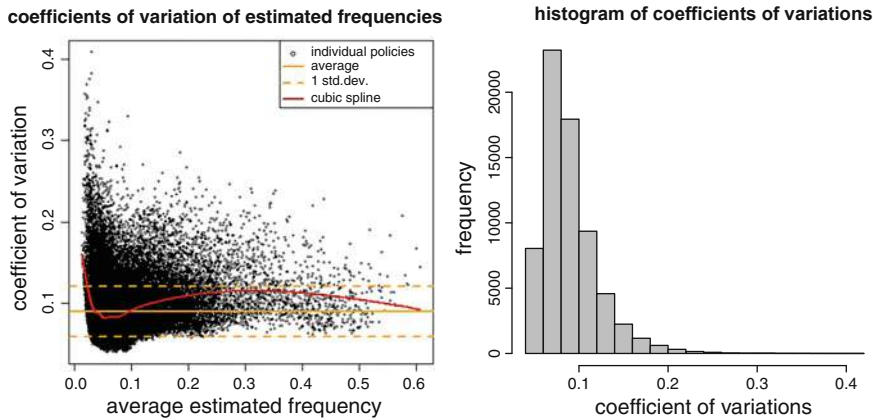 coefficients of variation of estimated frequencies
individual policies
average
1 std.dev.
cubic spline
coefficient of variation
0.4
0.3
0.2
0.1
0.0 0.1 0.2 0.3 0.4 0.5 0.6
average estimated frequency
histogram of coefficients of variations
frequency
20000
15000
10000
5000
0
0.1 0.2 0.3 0.4
coefficient of variations